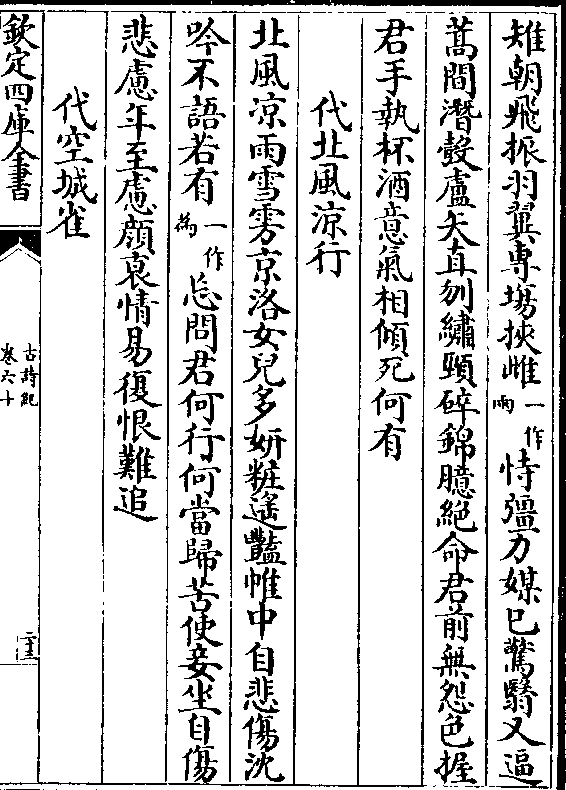 雉朝飛振羽翼專塲挾雌一作兩恃彊力媒已驚翳又逼
蒿間潛彀盧矢直刎繡頸碎錦臆絶命君前無怨色握
君手執杯酒意氣相傾死何有
代北風凉行
北風凉雨雪雱京洛女兒多妍粧遙豔帷中自悲傷沈
吟不語若有一作為忘問君何行何當歸苦使妾坐自傷
悲慮年至慮顔衰情易復恨難追
代空城雀
欽定四庫全書
古詩紀
卷六十